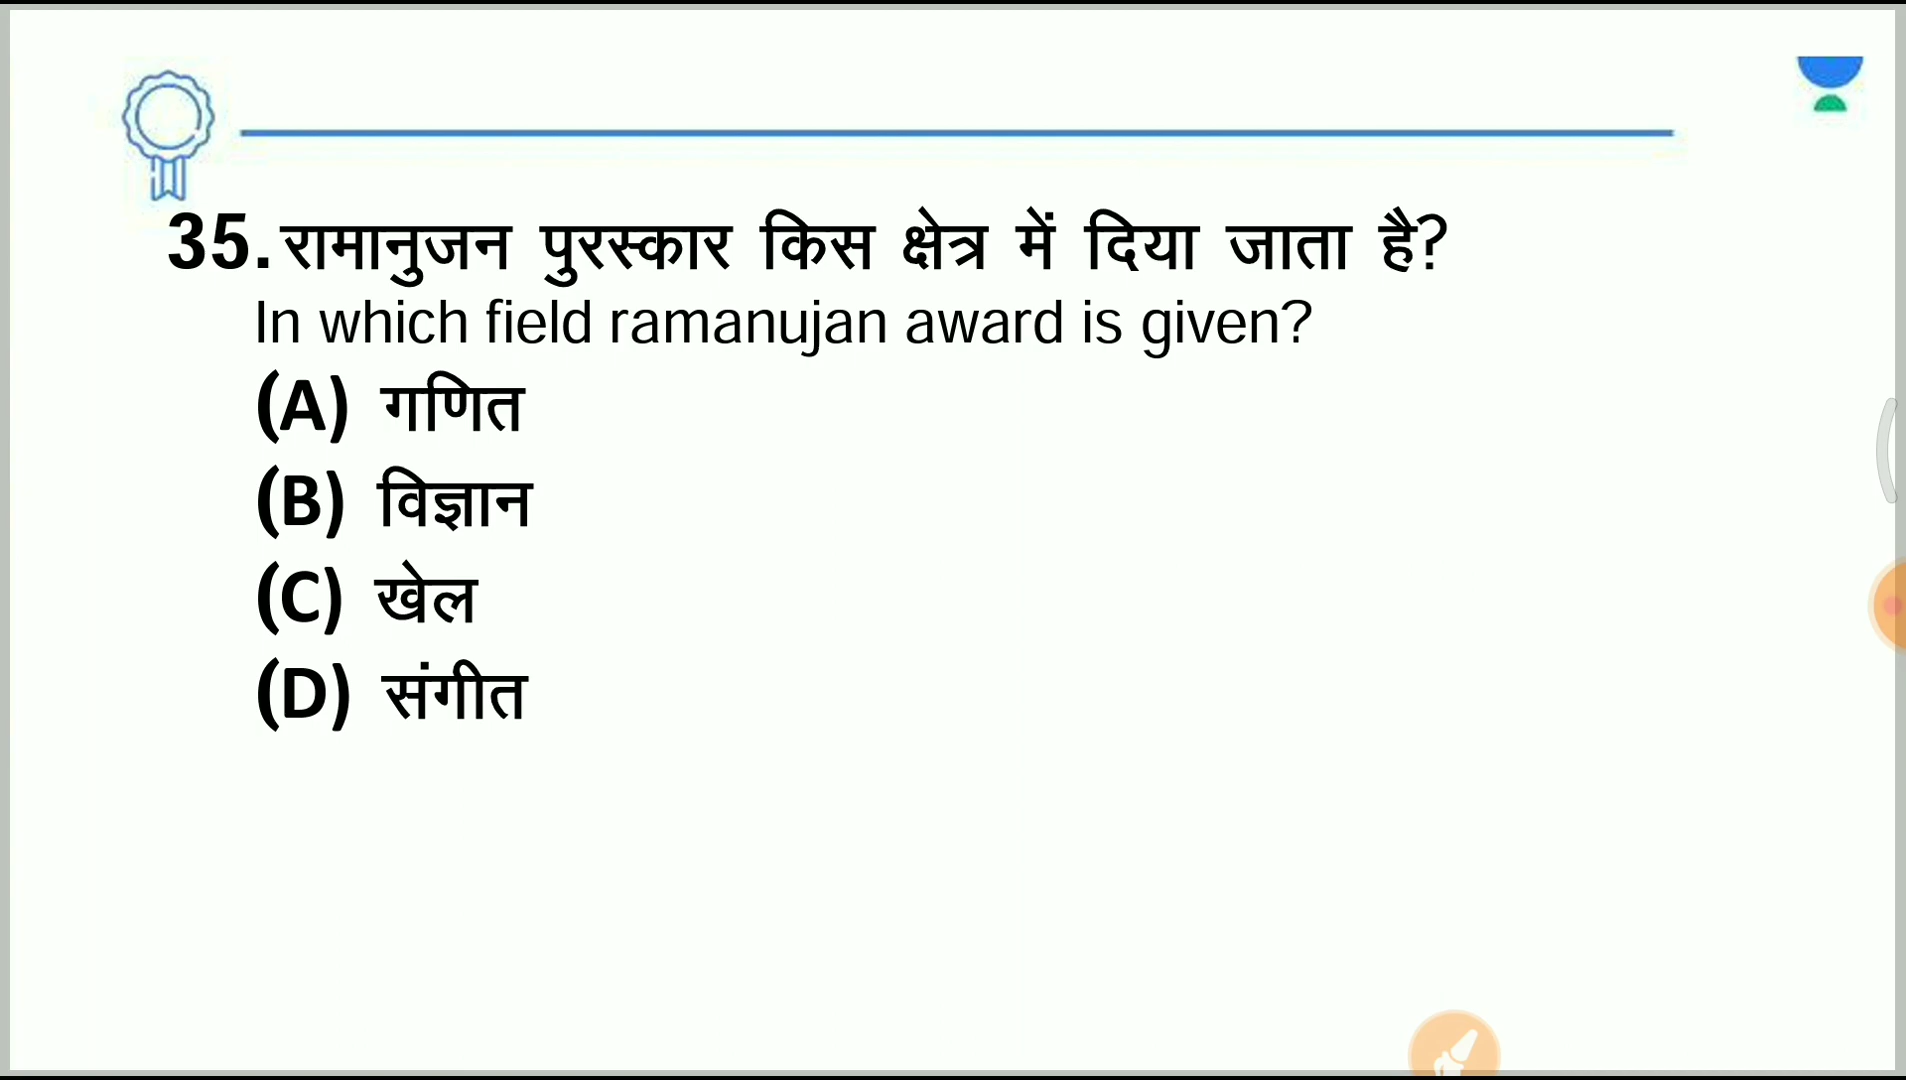 35. रामानुजन पुरस्कार किस क्षेत्र में दिया जाता है?
In which field ramanujan award is given?
(A) गणित
(B) विज्ञान
(C) खेल
(D) संगीत